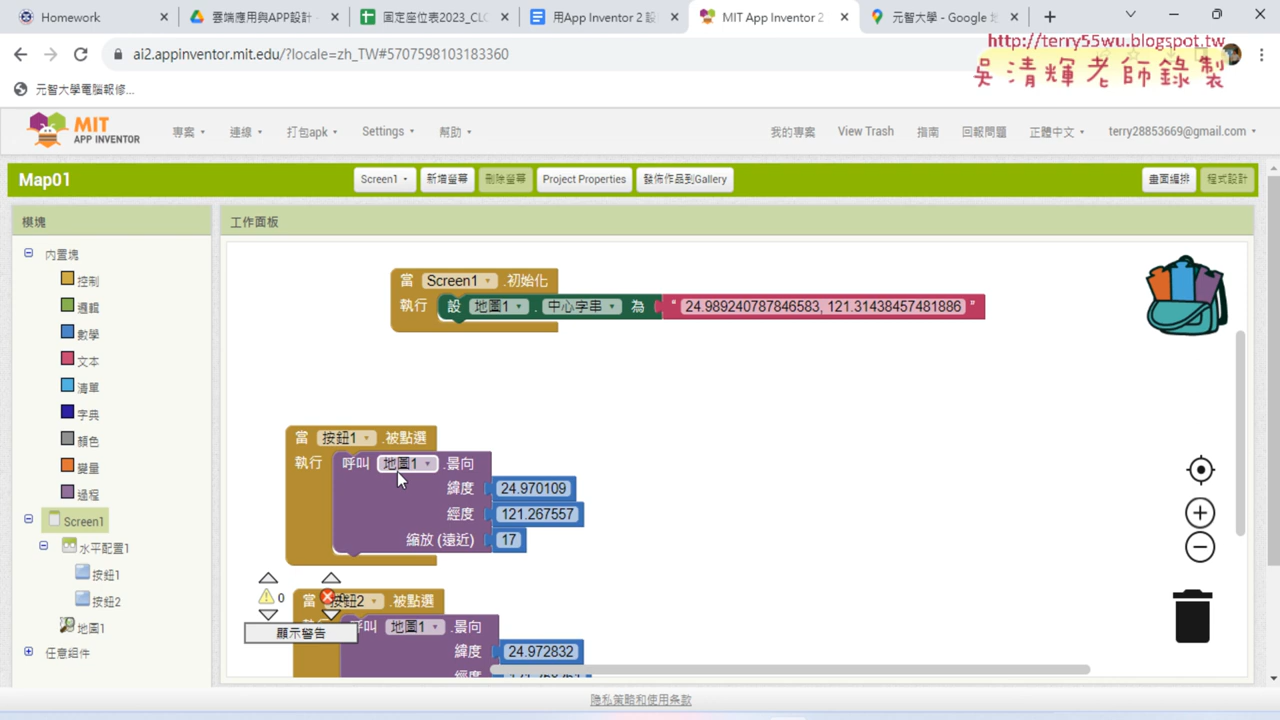 Homework
雲端應用與APP設計
固定座位表2023_CLO
用App Inventor 2 設
MIT App Inventor 2
元智大學 - Google 地
ai2.appinventor.mit.edu/?locale=zh_TW#5707598103183360
http://terry55wu.blogspot.tw
吳清輝老師錄製
元智大學電腦報修...
MIT
APP INVENTOR
專案
連線
打包apk
Settings
幫助
我的專案
View Trash
指南
回報問題
正體中文
terry28853669@gmail.com
Map01
Screen1
新增螢幕
刪除螢幕
Project Properties
發佈作品到Gallery
畫面編排
程式設計
模塊
工作面板
內置塊
控制
邏輯
數學
文本
清單
字典
顏色
變量
過程
Screen1
水平配置1
按鈕1
按鈕2
地圖1
任意組件
當 Screen1 .初始化
執行 設 地圖1 . 中心字串 為 “ 24.989240787846583, 121.31438457481886 ”
當 按鈕1 .被點選
執行 呼叫 地圖1 .景向
緯度 24.970109
經度 121.267557
縮放 (遠近) 17
當 按鈕2 .被點選
呼叫 地圖1 .景向
緯度 24.972832
0
顯示警告
隐私策略和使用条款